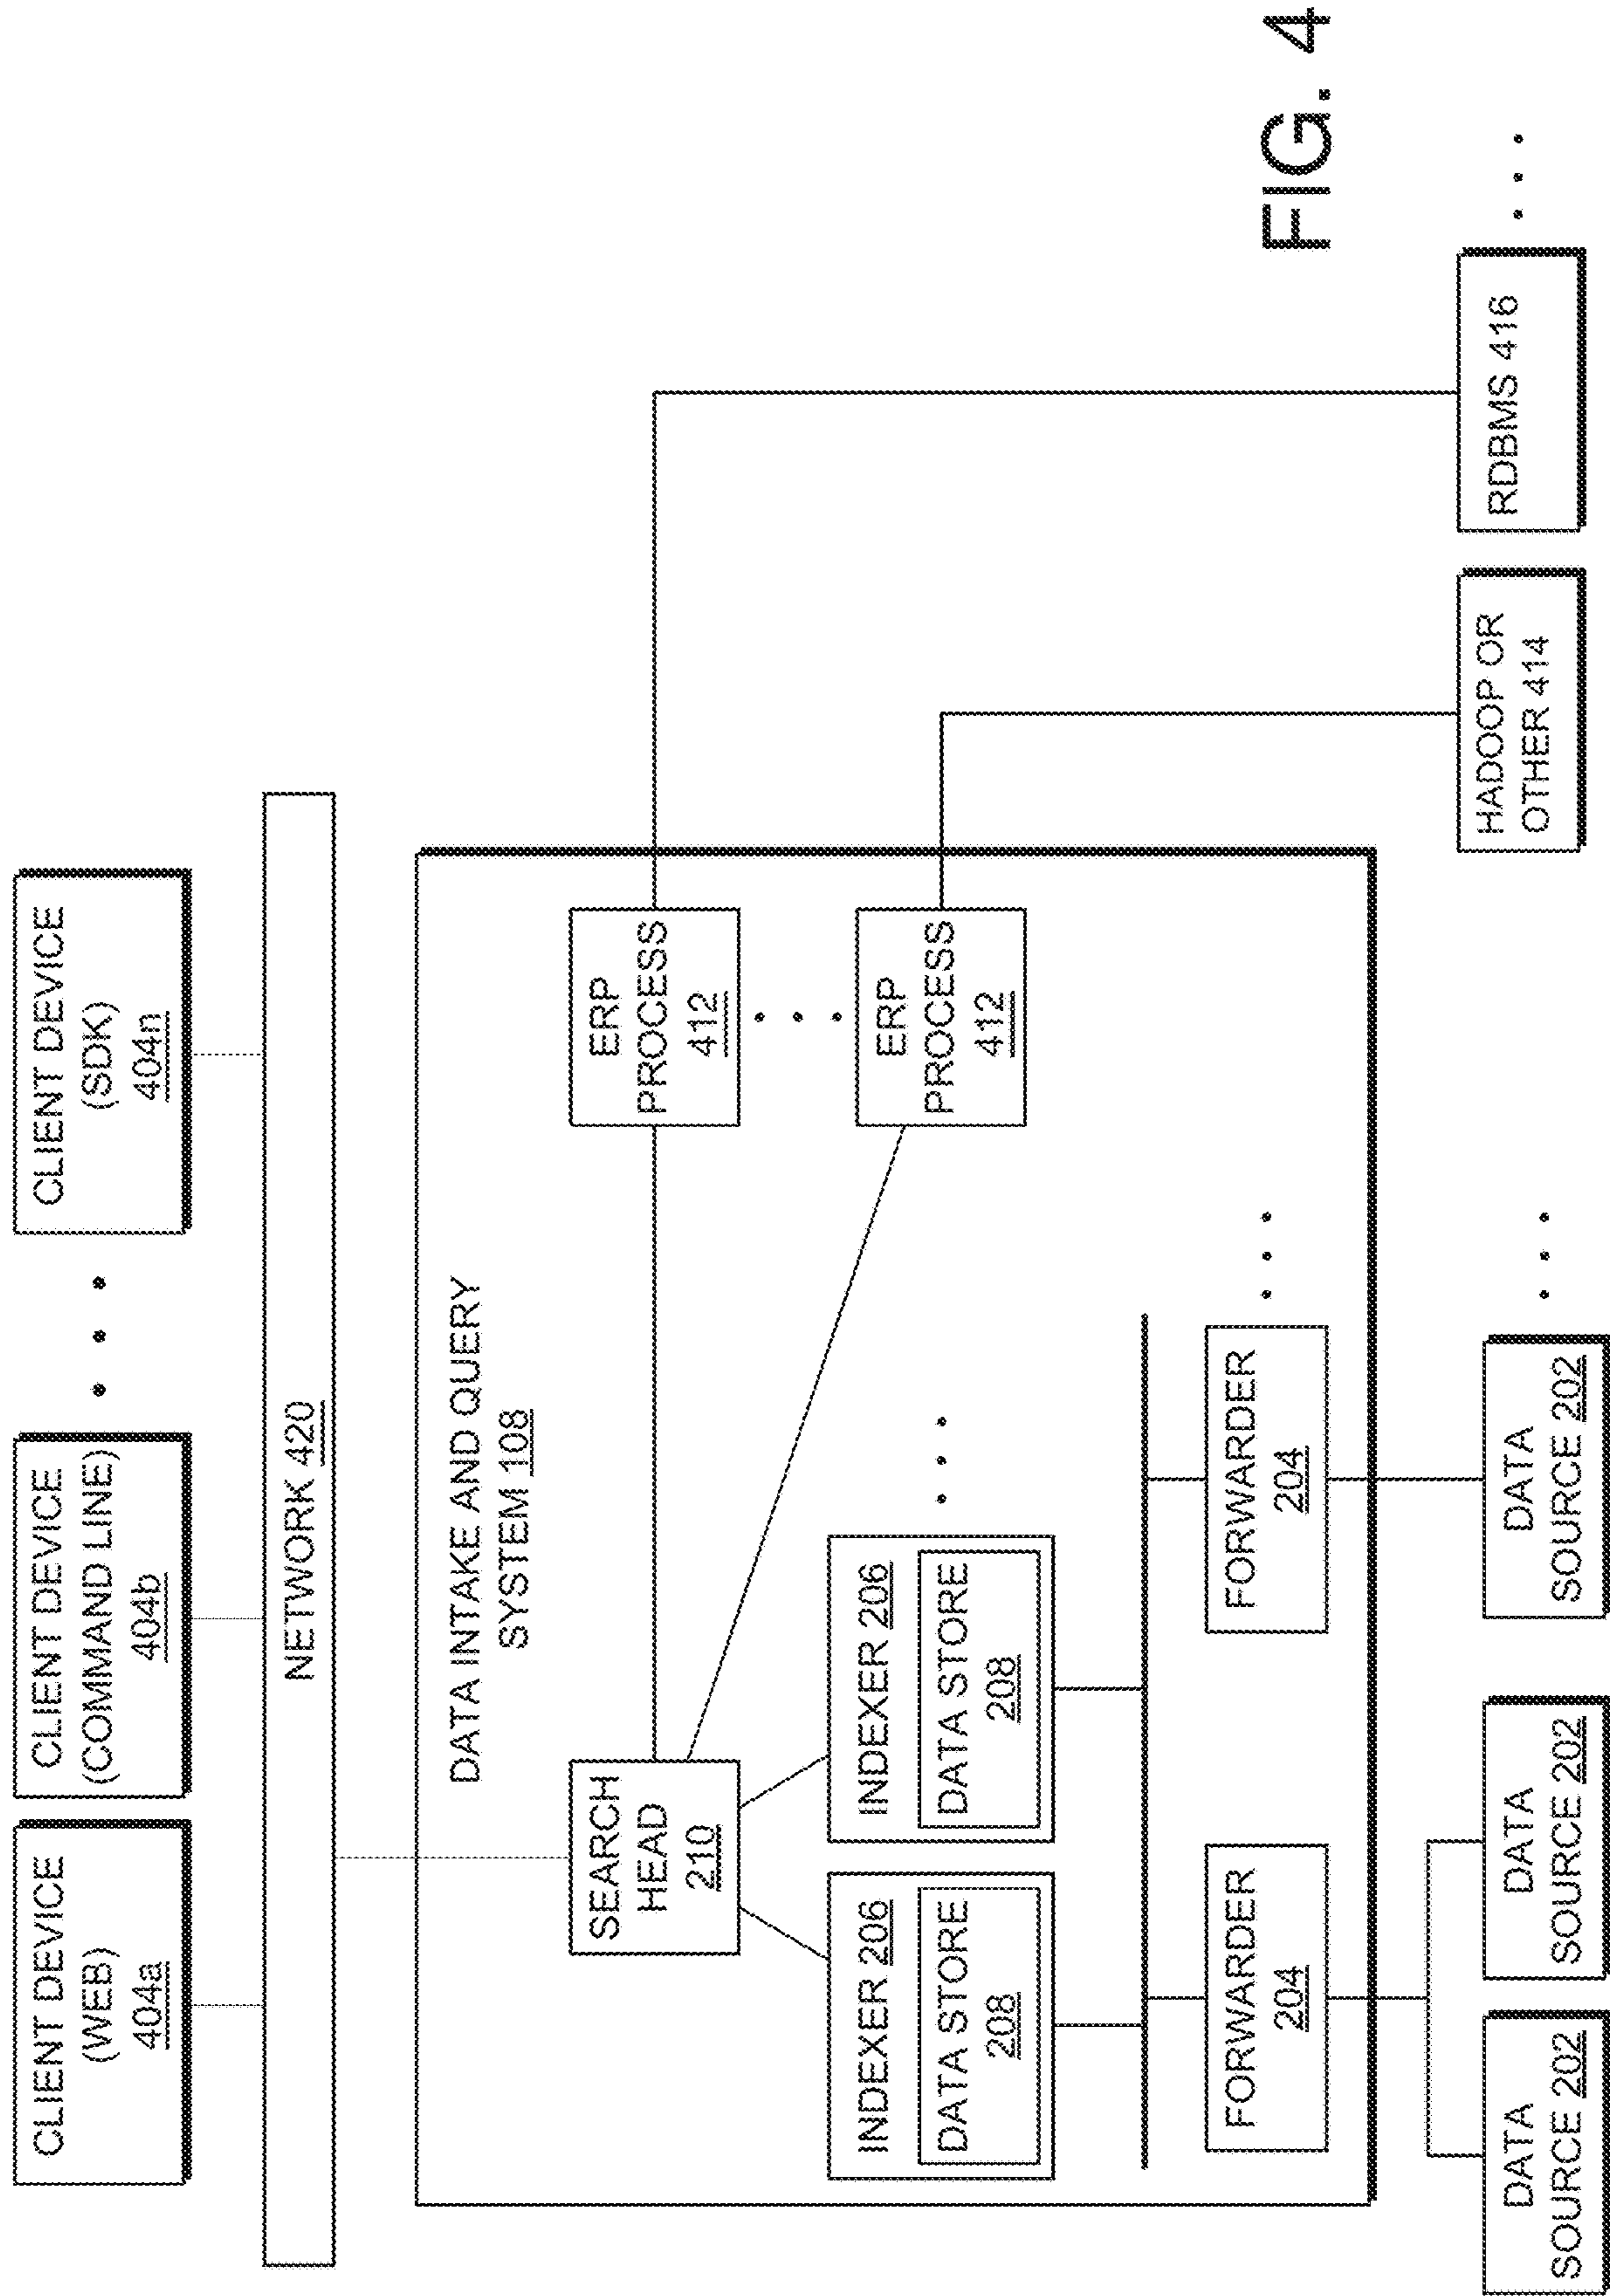 CLIENT DEVICE
(WEB)
404a
CLIENT DEVICE
(COMMAND LINE)
404b
CLIENT DEVICE
(SDK)
404n
NETWORK 420
DATA INTAKE AND QUERY
SYSTEM 108
SEARCH
HEAD
210
ERP
PROCESS
412
ERP
PROCESS
412
INDEXER 206
DATA STORE
208
INDEXER 206
DATA STORE
208
FORWARDER
204
FORWARDER
204
DATA
SOURCE 202
DATA
SOURCE 202
DATA
SOURCE 202
HADOOP OR
OTHER 414
RDBMS 416
FIG. 4